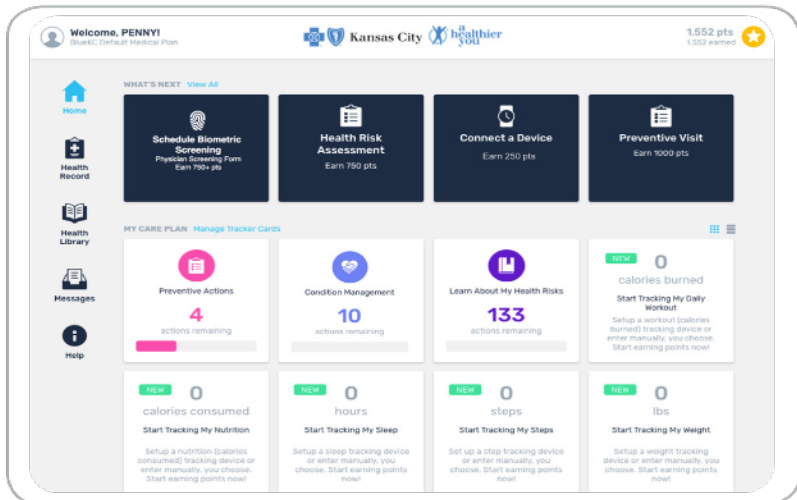 Welcome, PENNY!
BlueKC Default Medical Plan
Kansas City
a
healthier
you
1,552 pts
1,552 earned
Home
Health
Record
Health
Library
Messages
Help
WHAT'S NEXT View All
Schedule Biometric
Screening
Physician Screening Form
Earn 750+ pts
Health Risk
Assessment
Earn 750 pts
Connect a Device
Earn 250 pts
Preventive Visit
Earn 1000 pts
MY CARE PLAN Manage Tracker Cards
Preventive Actions
4
actions remaining
Condition Management
10
actions remaining
Learn About My Health Risks
133
actions remaining
NEW
0
calories burned
Start Tracking My Daily
Workout
Setup a workout (calories
burned) tracking device or
enter manually, you choose.
Start earning points now!
NEW
0
calories consumed
Start Tracking My Nutrition
Setup a nutrition (calories
consumed) tracking device or
enter manually, you choose.
Start earning points now!
NEW
0
hours
Start Tracking My Sleep
Setup a sleep tracking device
or enter manually, you
choose. Start earning points
now!
NEW
0
steps
Start Tracking My Steps
Set up a step tracking device
or enter manually, you
choose. Start earning points
now!
NEW
0
lbs
Start Tracking My Weight
Setup a weight tracking
device or enter manually, you
choose. Start earning points
now!